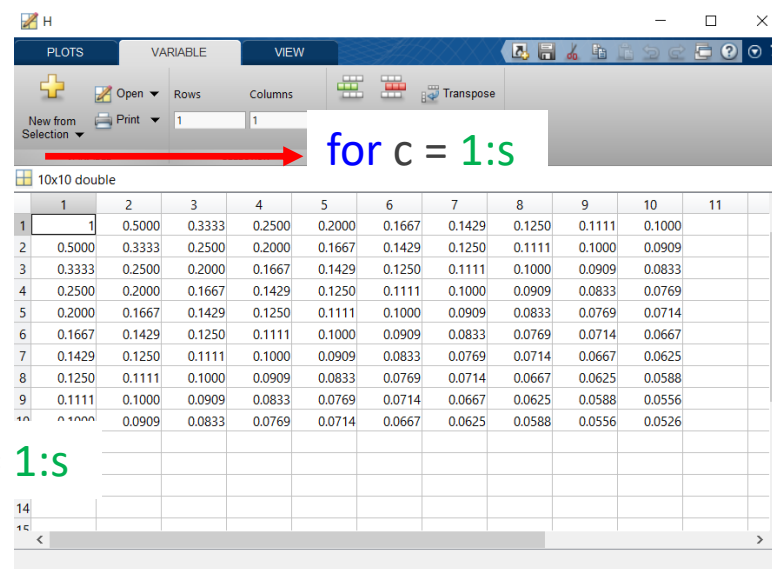 H
PLOTS VARIABLE VIEW
Open Rows Columns
New from Selection Print 1 1 Transpose
for c = 1:s
10x10 double
1 2 3 4 5 6 7 8 9 10 11
1 1 0.5000 0.3333 0.2500 0.2000 0.1667 0.1429 0.1250 0.1111 0.1000
2 0.5000 0.3333 0.2500 0.2000 0.1667 0.1429 0.1250 0.1111 0.1000 0.0909
3 0.3333 0.2500 0.2000 0.1667 0.1429 0.1250 0.1111 0.1000 0.0909 0.0833
4 0.2500 0.2000 0.1667 0.1429 0.1250 0.1111 0.1000 0.0909 0.0833 0.0769
5 0.2000 0.1667 0.1429 0.1250 0.1111 0.1000 0.0909 0.0833 0.0769 0.0714
6 0.1667 0.1429 0.1250 0.1111 0.1000 0.0909 0.0833 0.0769 0.0714 0.0667
7 0.1429 0.1250 0.1111 0.1000 0.0909 0.0833 0.0769 0.0714 0.0667 0.0625
8 0.1250 0.1111 0.1000 0.0909 0.0833 0.0769 0.0714 0.0667 0.0625 0.0588
9 0.1111 0.1000 0.0909 0.0833 0.0769 0.0714 0.0667 0.0625 0.0588 0.0556
10 0.1000 0.0909 0.0833 0.0769 0.0714 0.0667 0.0625 0.0588 0.0556 0.0526
1:s
14
15